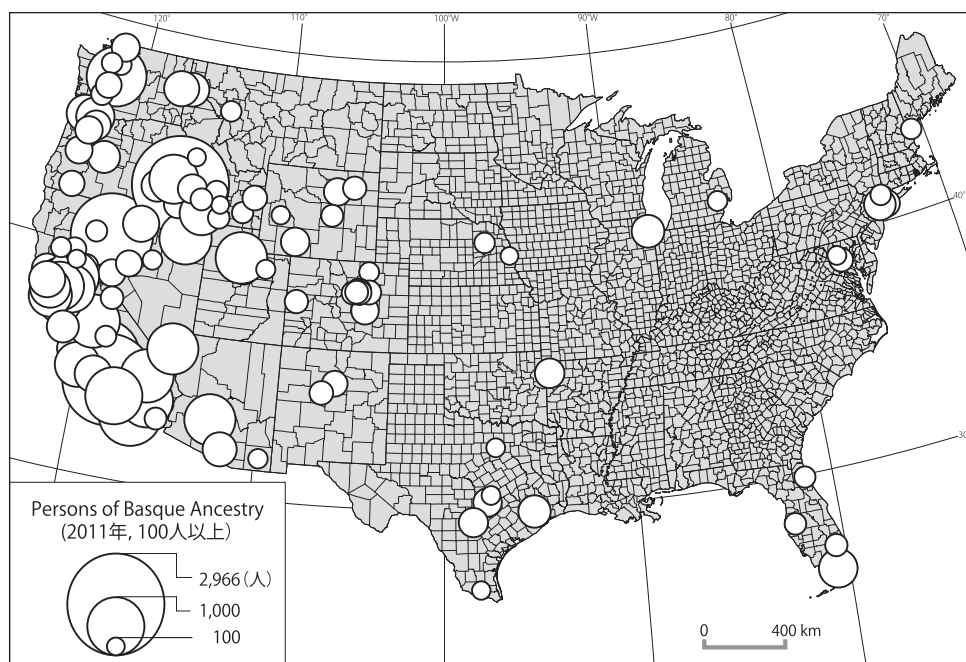 120°
110°
100°W
90°W
80°
70°
40°
30
Persons of Basque Ancestry
(2011年, 100人以上)
2,966(人)
1,000
100
0 400 km